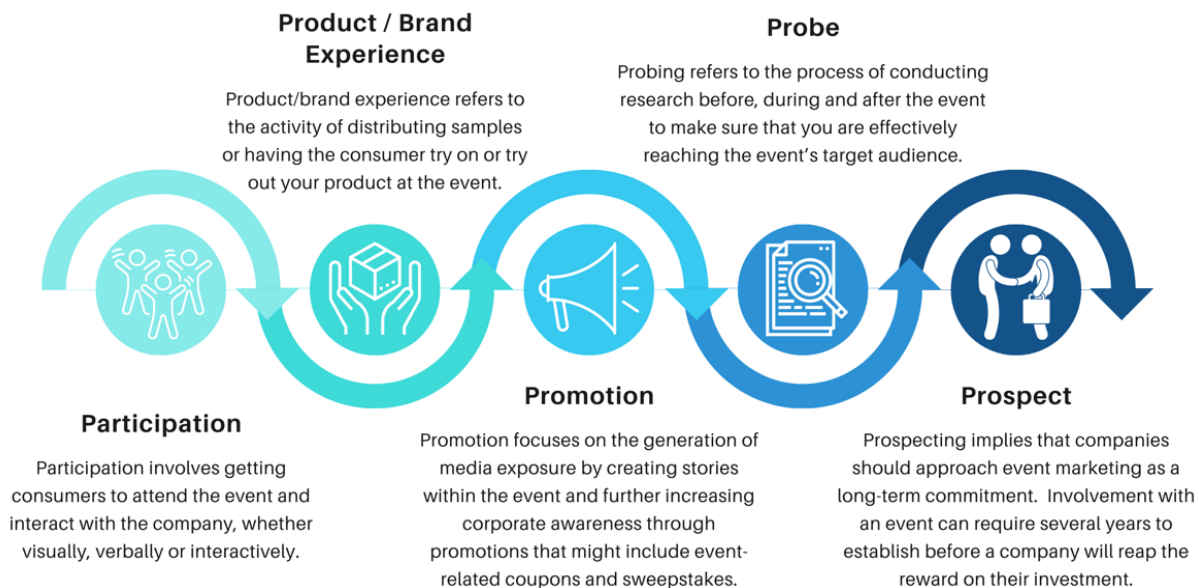 Participation
Participation involves getting
consumers to attend the event and
interact with the company, whether
visually, verbally or interactively.
Product / Brand
Experience
Product/brand experience refers to
the activity of distributing samples
or having the consumer try on or try
out your product at the event.
Promotion
Promotion focuses on the generation of
media exposure by creating stories
within the event and further increasing
corporate awareness through
promotions that might include event-
related coupons and sweepstakes.
Probe
Probing refers to the process of conducting
research before, during and after the event
to make sure that you are effectively
reaching the event’s target audience.
Prospect
Prospecting implies that companies
should approach event marketing as a
long-term commitment.  Involvement with
an event can require several years to
establish before a company will reap the
reward on their investment.